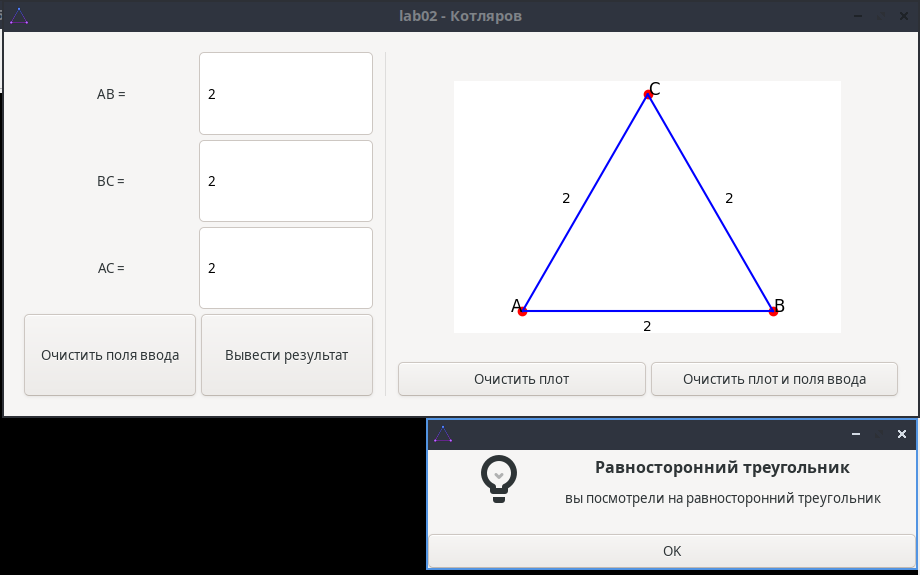 lab02 - Котляров
AB =
2
BC =
2
AC =
2
Очистить поля ввода
Вывести результат
C
2
2
A
B
2
Очистить плот
Очистить плот и поля ввода
Равносторонний треугольник
вы посмотрели на равносторонний треугольник
OK